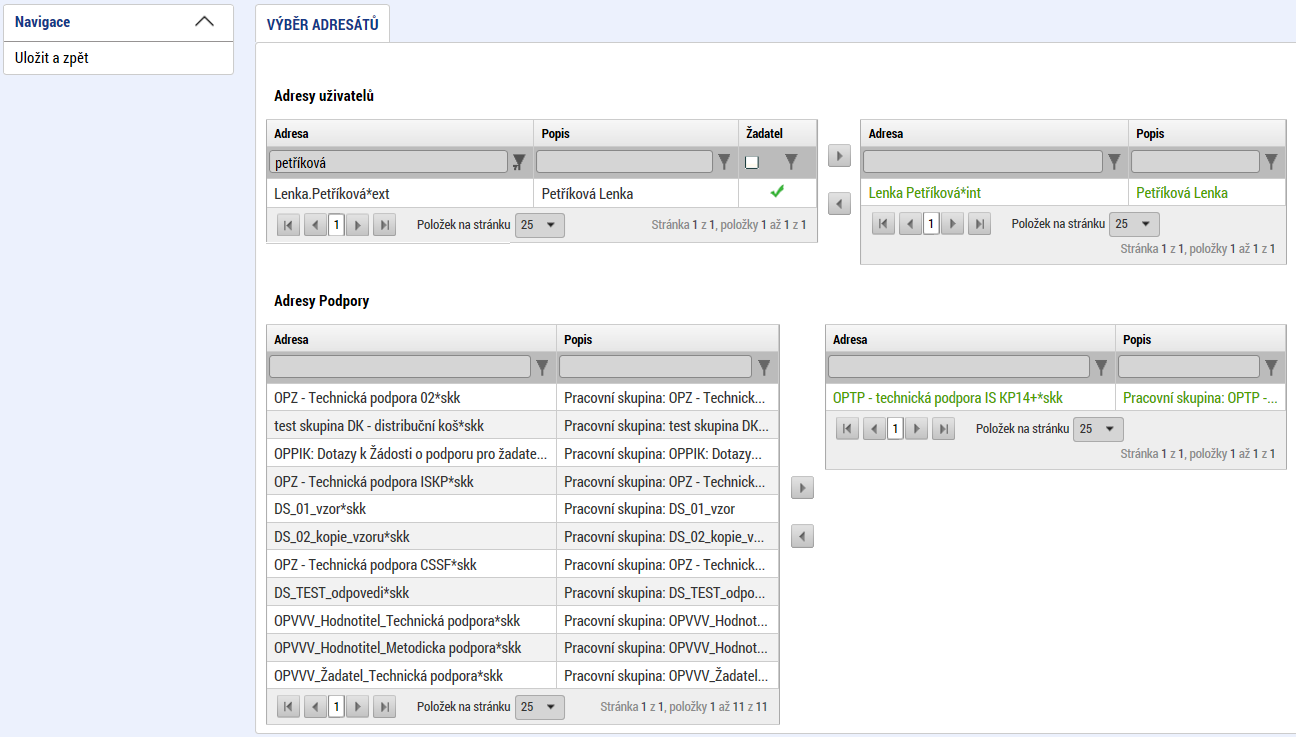 Navigace
Uložit a zpět
VÝBĚR ADRESÁTŮ
Adresy uživatelů
Adresa Popis Žadatel
petříková
Lenka.Petříková*ext Petříková Lenka
1 Položek na stránku 25 Stránka 1 z 1, položky 1 až 1 z 1
Adresa Popis
Lenka Petříková*int Petříková Lenka
1 Položek na stránku 25
Stránka 1 z 1, položky 1 až 1 z 1
Adresy Podpory
Adresa Popis
OPZ - Technická podpora 02*skk Pracovní skupina: OPZ - Technick...
test skupina DK - distribuční koš*skk Pracovní skupina: test skupina DK...
OPPIK: Dotazy k Žádosti o podporu pro žadate... Pracovní skupina: OPPIK: Dotazy...
OPZ - Technická podpora ISKP*skk Pracovní skupina: OPZ - Technick...
DS_01_vzor*skk Pracovní skupina: DS_01_vzor
DS_02_kopie_vzoru*skk Pracovní skupina: DS_02_kopie_v...
OPZ - Technická podpora CSSF*skk Pracovní skupina: OPZ - Technick...
DS_TEST_odpovedi*skk Pracovní skupina: DS_TEST_odpo...
OPVVV_Hodnotitel_Technická podpora*skk Pracovní skupina: OPVVV_Hodnot...
OPVVV_Hodnotitel_Metodicka podpora*skk Pracovní skupina: OPVVV_Hodnot...
OPVVV_Žadatel_Technická podpora*skk Pracovní skupina: OPVVV_Žadatel...
1 Položek na stránku 25 Stránka 1 z 1, položky 1 až 11 z 11
Adresa Popis
OPTP - technická podpora IS KP14+*skk Pracovní skupina: OPTP -...
1 Položek na stránku 25
Stránka 1 z 1, položky 1 až 1 z 1